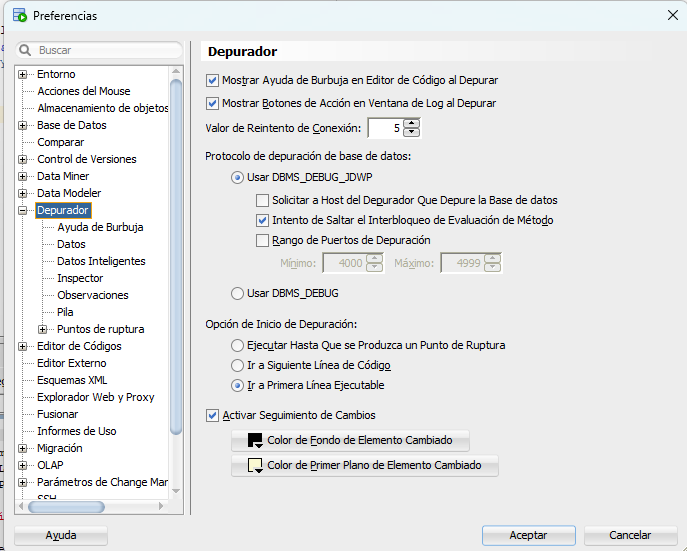 Preferencias
Buscar
Entorno
Acciones del Mouse
Almacenamiento de objetos
Base de Datos
Comparar
Control de Versiones
Data Miner
Data Modeler
Depurador
Ayuda de Burbuja
Datos
Datos Inteligentes
Inspector
Observaciones
Pila
Puntos de ruptura
Editor de Códigos
Editor Externo
Esquemas XML
Explorador Web y Proxy
Fusionar
Informes de Uso
Migración
OLAP
Parámetros de Change Mar
SSH
Depurador
Mostrar Ayuda de Burbuja en Editor de Código al Depurar
Mostrar Botones de Acción en Ventana de Log al Depurar
Valor de Reintento de Conexión: 5
Protocolo de depuración de base de datos:
Usar DBMS_DEBUG_JDWP
Solicitar a Host del Depurador Que Depure la Base de datos
Intento de Saltar el Interbloqueo de Evaluación de Método
Rango de Puertos de Depuración
Mínimo: 4000 Máximo: 4999
Usar DBMS_DEBUG
Opción de Inicio de Depuración:
Ejecutar Hasta Que se Produzca un Punto de Ruptura
Ir a Siguiente Línea de Código
Ir a Primera Línea Ejecutable
Activar Seguimiento de Cambios
Color de Fondo de Elemento Cambiado
Color de Primer Plano de Elemento Cambiado
Ayuda
Aceptar
Cancelar